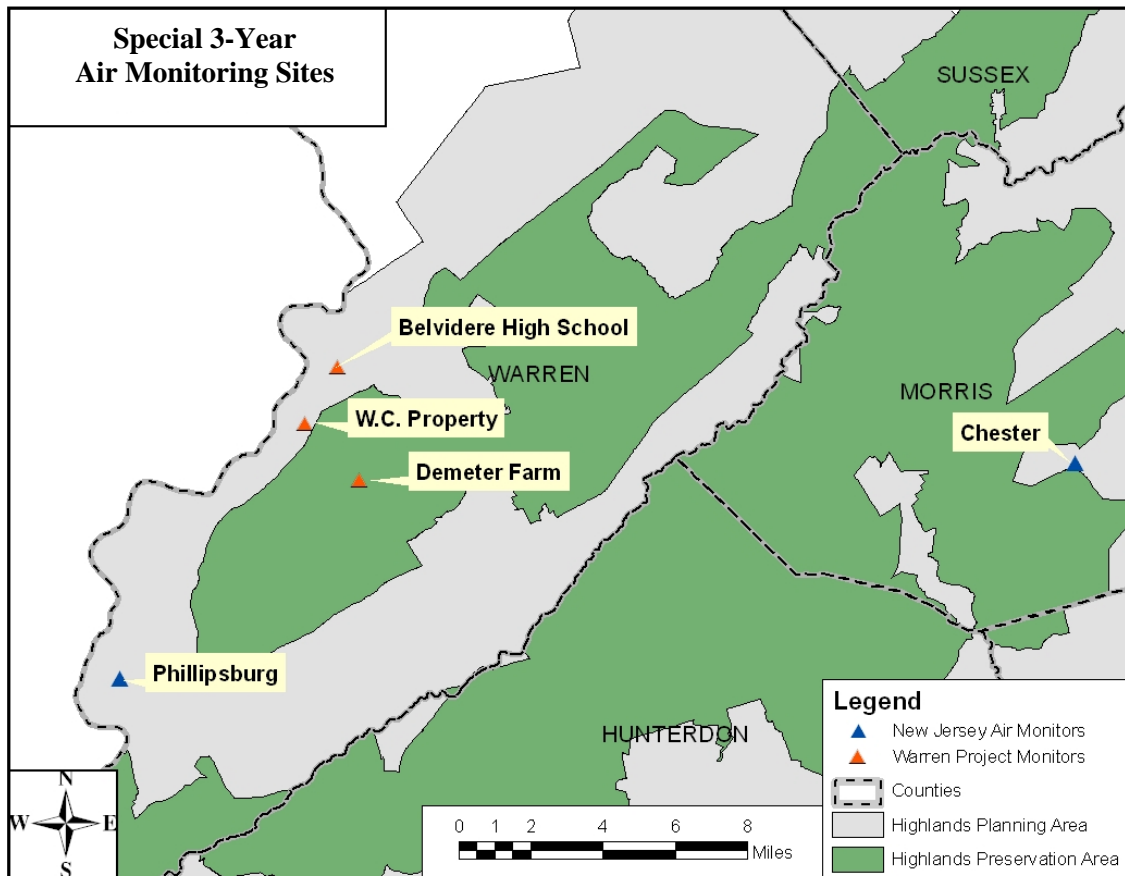 Special 3-Year
Air Monitoring Sites
SUSSEX
Belvidere High School
WARREN
MORRIS
W.C. Property
Chester
Demeter Farm
Phillipsburg
HUNTERDON
Legend
New Jersey Air Monitors
Warren Project Monitors
Counties
Highlands Planning Area
Highlands Preservation Area
N
W E
S
0 1 2 4 6 8
Miles